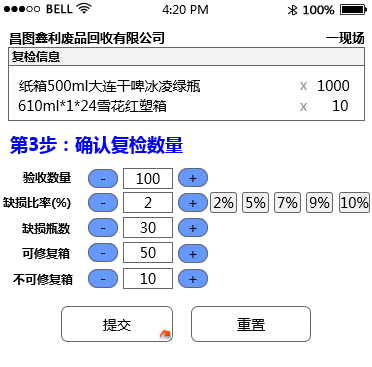 BELL 4:20 PM 100%
昌图鑫利废品回收有限公司 一现场
复检信息
纸箱500ml大连干啤冰凌绿瓶 x 1000
610ml*1*24雪花红塑箱 x 10
第3步：确认复检数量
验收数量 - 100 +
缺损比率(%) - 2 + 2% 5% 7% 9% 10%
缺损瓶数 - 30 +
可修复箱 - 50 +
不可修复箱 - 10 +
提交 重置